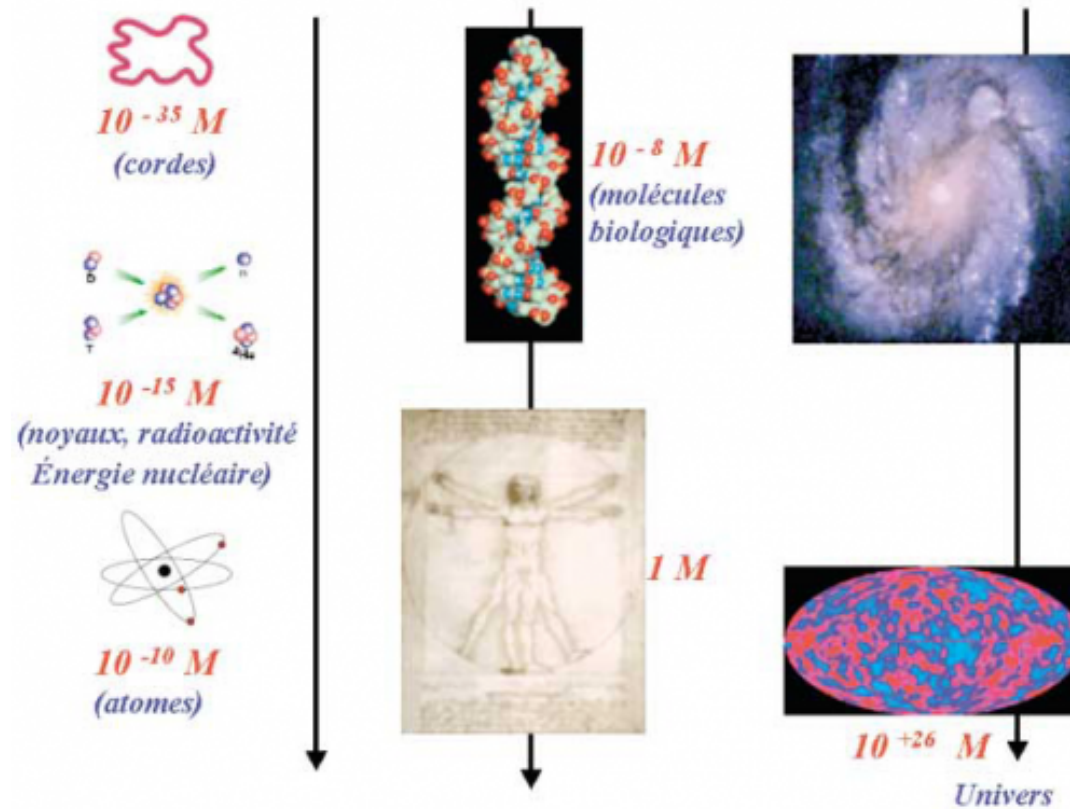 10 -35 M
(cordes)
D
n
T
10 -15 M
(noyaux, radioactivité
Énergie nucléaire)
10 -10 M
(atomes)
10 -8 M
(molécules
biologiques)
1 M
10 +26 M
Univers